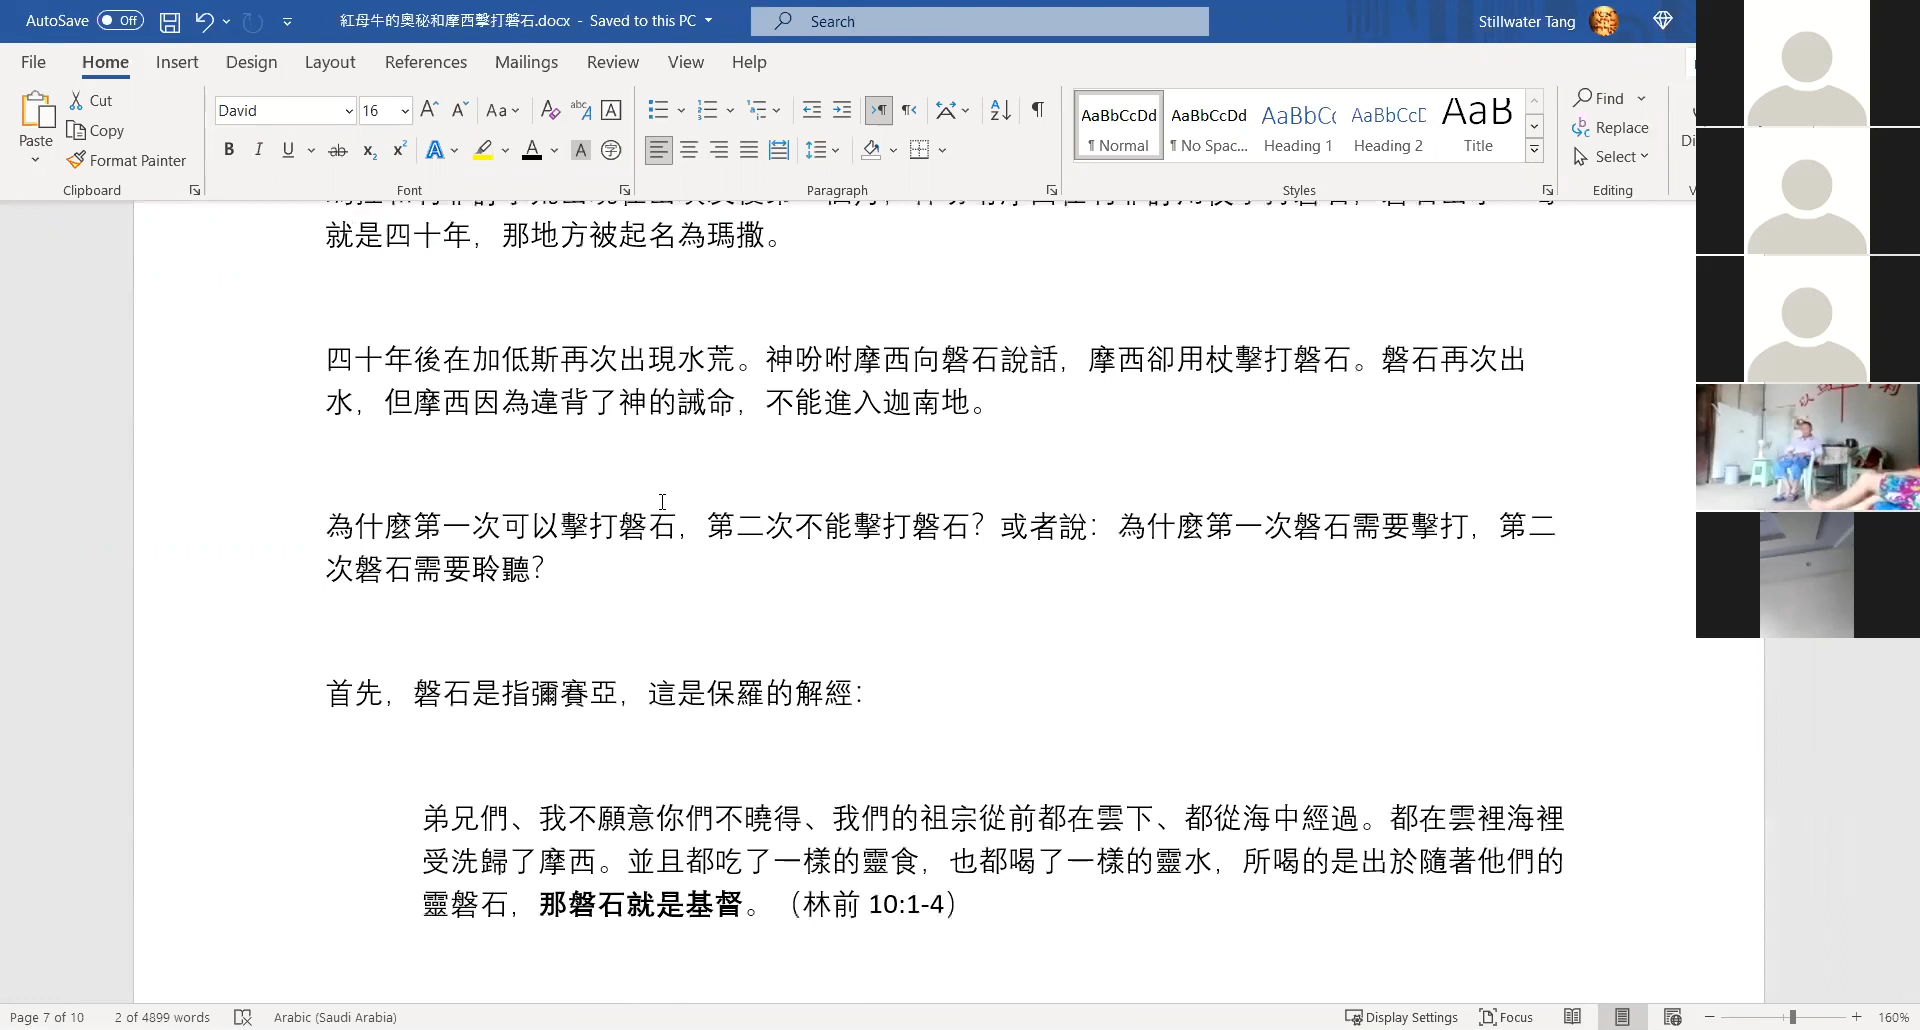 AutoSave Off 紅母牛的奧秘和摩西擊打磐石.docx - Saved to this PC Search Stillwater Tang
File Home Insert Design Layout References Mailings Review View Help
Paste Cut Copy Format Painter Clipboard
David 16 Aa Font
B I U ab x₂ x² A A A 字
Paragraph
AaBbCcDd AaBbCcDd AaBbCc AaBbCcD AaB
¶ Normal ¶ No Spac... Heading 1 Heading 2 Title
Styles
Find Replace Select Editing
就是四十年，那地方被起名為瑪撒。
四十年後在加低斯再次出現水荒。神吩咐摩西向磐石說話，摩西卻用杖擊打磐石。磐石再次出
水，但摩西因為違背了神的誡命，不能進入迦南地。
為什麼第一次可以擊打磐石，第二次不能擊打磐石？或者說：為什麼第一次磐石需要擊打，第二
次磐石需要聆聽？
首先，磐石是指彌賽亞，這是保羅的解經：
弟兄們、我不願意你們不曉得、我們的祖宗從前都在雲下、都從海中經過。都在雲裡海裡
受洗歸了摩西。並且都吃了一樣的靈食，也都喝了一樣的靈水，所喝的是出於隨著他們的
靈磐石，那磐石就是基督。（林前 10:1-4）
Page 7 of 10 2 of 4899 words Arabic (Saudi Arabia) Display Settings Focus 160%